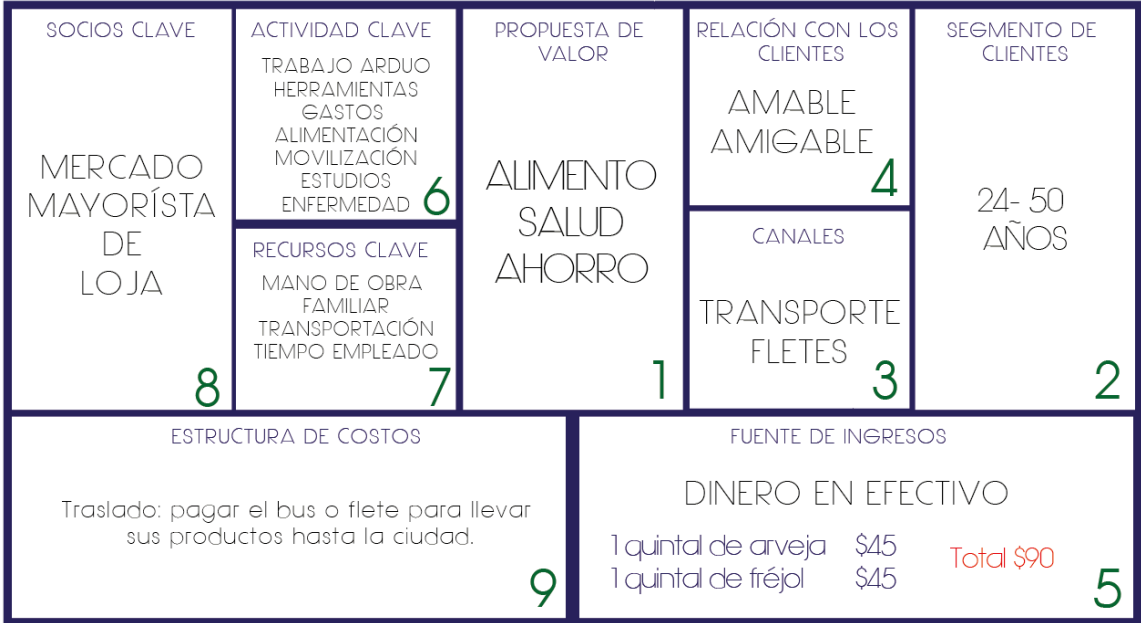 SOCIOS CLAVE
MERCADO
MAYORÍSTA
DE
LOJA
8
ACTIVIDAD CLAVE
TRABAJO ARDUO
HERRAMIENTAS
GASTOS
ALIMENTACIÓN
MOVILIZACIÓN
ESTUDIOS
ENFERMEDAD
6
RECURSOS CLAVE
MANO DE OBRA
FAMILIAR
TRANSPORTACIÓN
TIEMPO EMPLEADO
7
PROPUESTA DE
VALOR
ALIMENTO
SALUD
AHORRO
1
RELACIÓN CON LOS
CLIENTES
AMABLE
AMIGABLE
4
CANALES
TRANSPORTE
FLETES
3
SEGMENTO DE
CLIENTES
24- 50
AÑOS
2
ESTRUCTURA DE COSTOS
Traslado: pagar el bus o flete para llevar
sus productos hasta la ciudad.
9
FUENTE DE INGRESOS
DINERO EN EFECTIVO
1 quintal de arveja $45
1 quintal de fréjol $45
Total $90
5